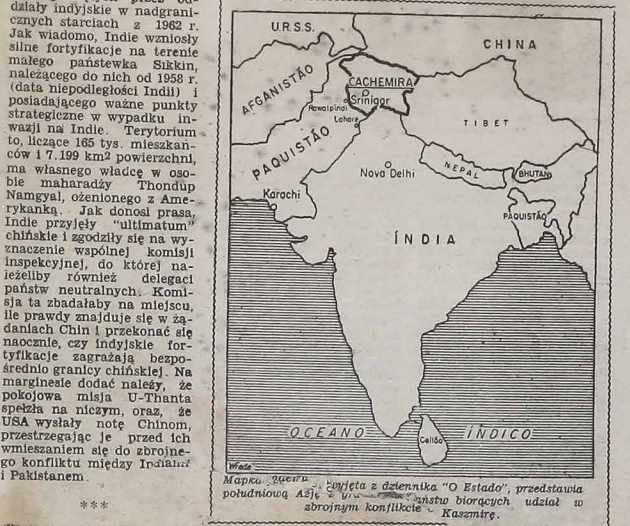 działy indyjskie w nadgrani-
cznych starciach z 1962 r.
Jak wiadomo, Indie wzniosły
silne fortyfikacje na terenie
małego państewka Sikkin,
należącego do nich od 1958 r.
(data niepodległości Indii) i
posiadającego ważne punkty
strategiczne w wypadku in-
wazji na Indie. Terytorium
to, liczące 165 tys. mieszkań-
ców i 7.199 km2 powierzchni,
ma własnego władcę w oso-
bie maharadży Thondup
Namgyal, ożenionego z Ame-
rykanką. Jak donosi prasa,
Indie przyjęły "ultimatum"
chińskie i zgodziły się na wy-
znaczenie wspólnej komisji
inspekcyjnej, do której na-
ieżeliby również delegaci
państw neutralnych. Komi-
sja ta zbadałaby na miejscu,
ile prawdy znajduje się w żą-
daniach Chin i przekonać się
naocznie, czy indyjskie for-
tyfikacje zagrażają bezpo-
średnio granicy chińskiej. Na
marginesie dodać należy, że
pokojowa misja U-Thanta
spełzła na niczym, oraz, że
USA wysłały notę Chinom,
przestrzegając je przed ich
wmieszaniem się do zbrojne-
go konfliktu między Indiami
i Pakistanem.
***
U.R.S.S.
CHINA
AFGANISTÃO
CACHEMIRA
Srinigar
Rawalpindi
Lahore
TIBET
PAQUISTÃO
Nova Delhi
NEPAL
BHUTAN
Karachi
PAQUISTÃO
ÍNDIA
OCEANO ÍNDICO
Ceilão
Mapka
"O Estado", przedstawia
południową Azję z
biorących udział w
zbrojnym konflikcie
Kaszmirę.